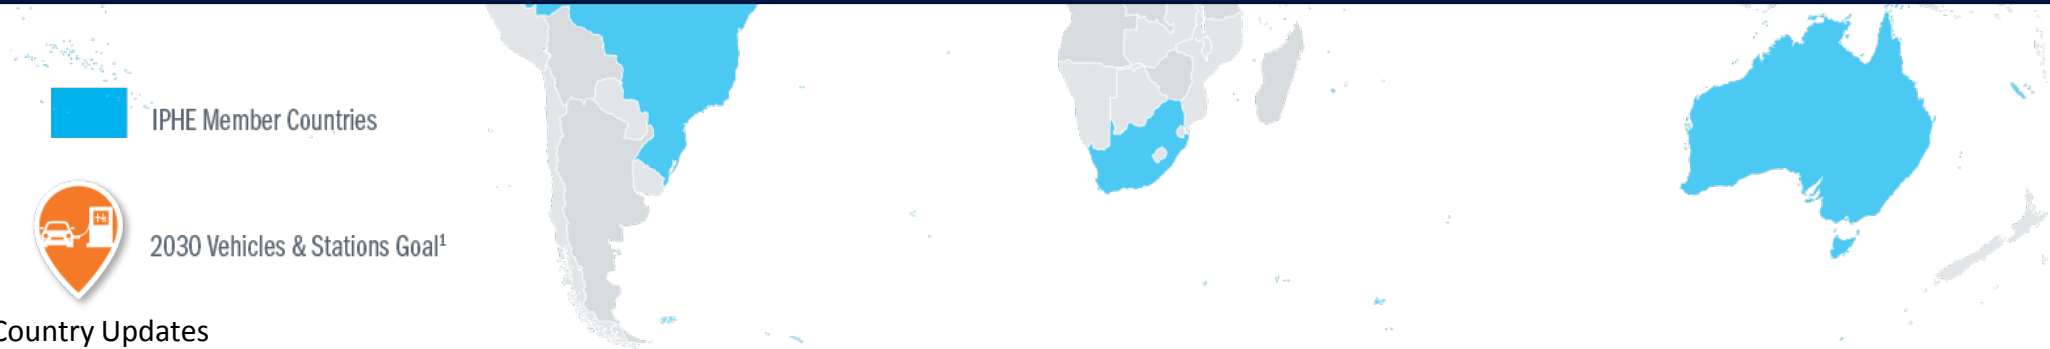 IPHE Member Countries
2030 Vehicles & Stations Goal¹
Country Updates